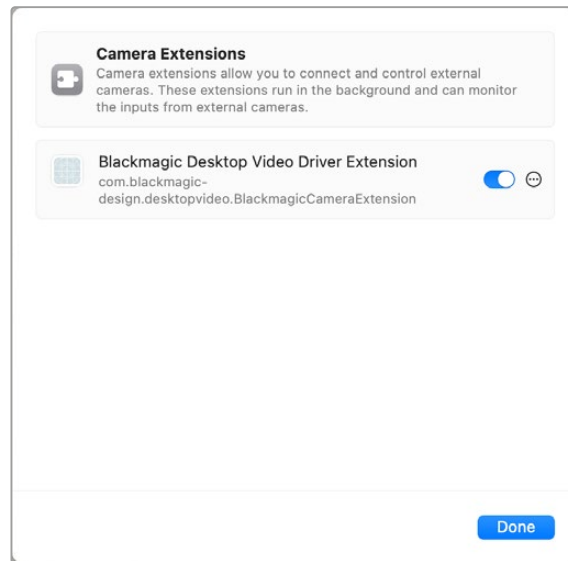 Camera Extensions
Camera extensions allow you to connect and control external
cameras. These extensions run in the background and can monitor
the inputs from external cameras.
Blackmagic Desktop Video Driver Extension
com.blackmagic-
design.desktopvideo.BlackmagicCameraExtension
Done